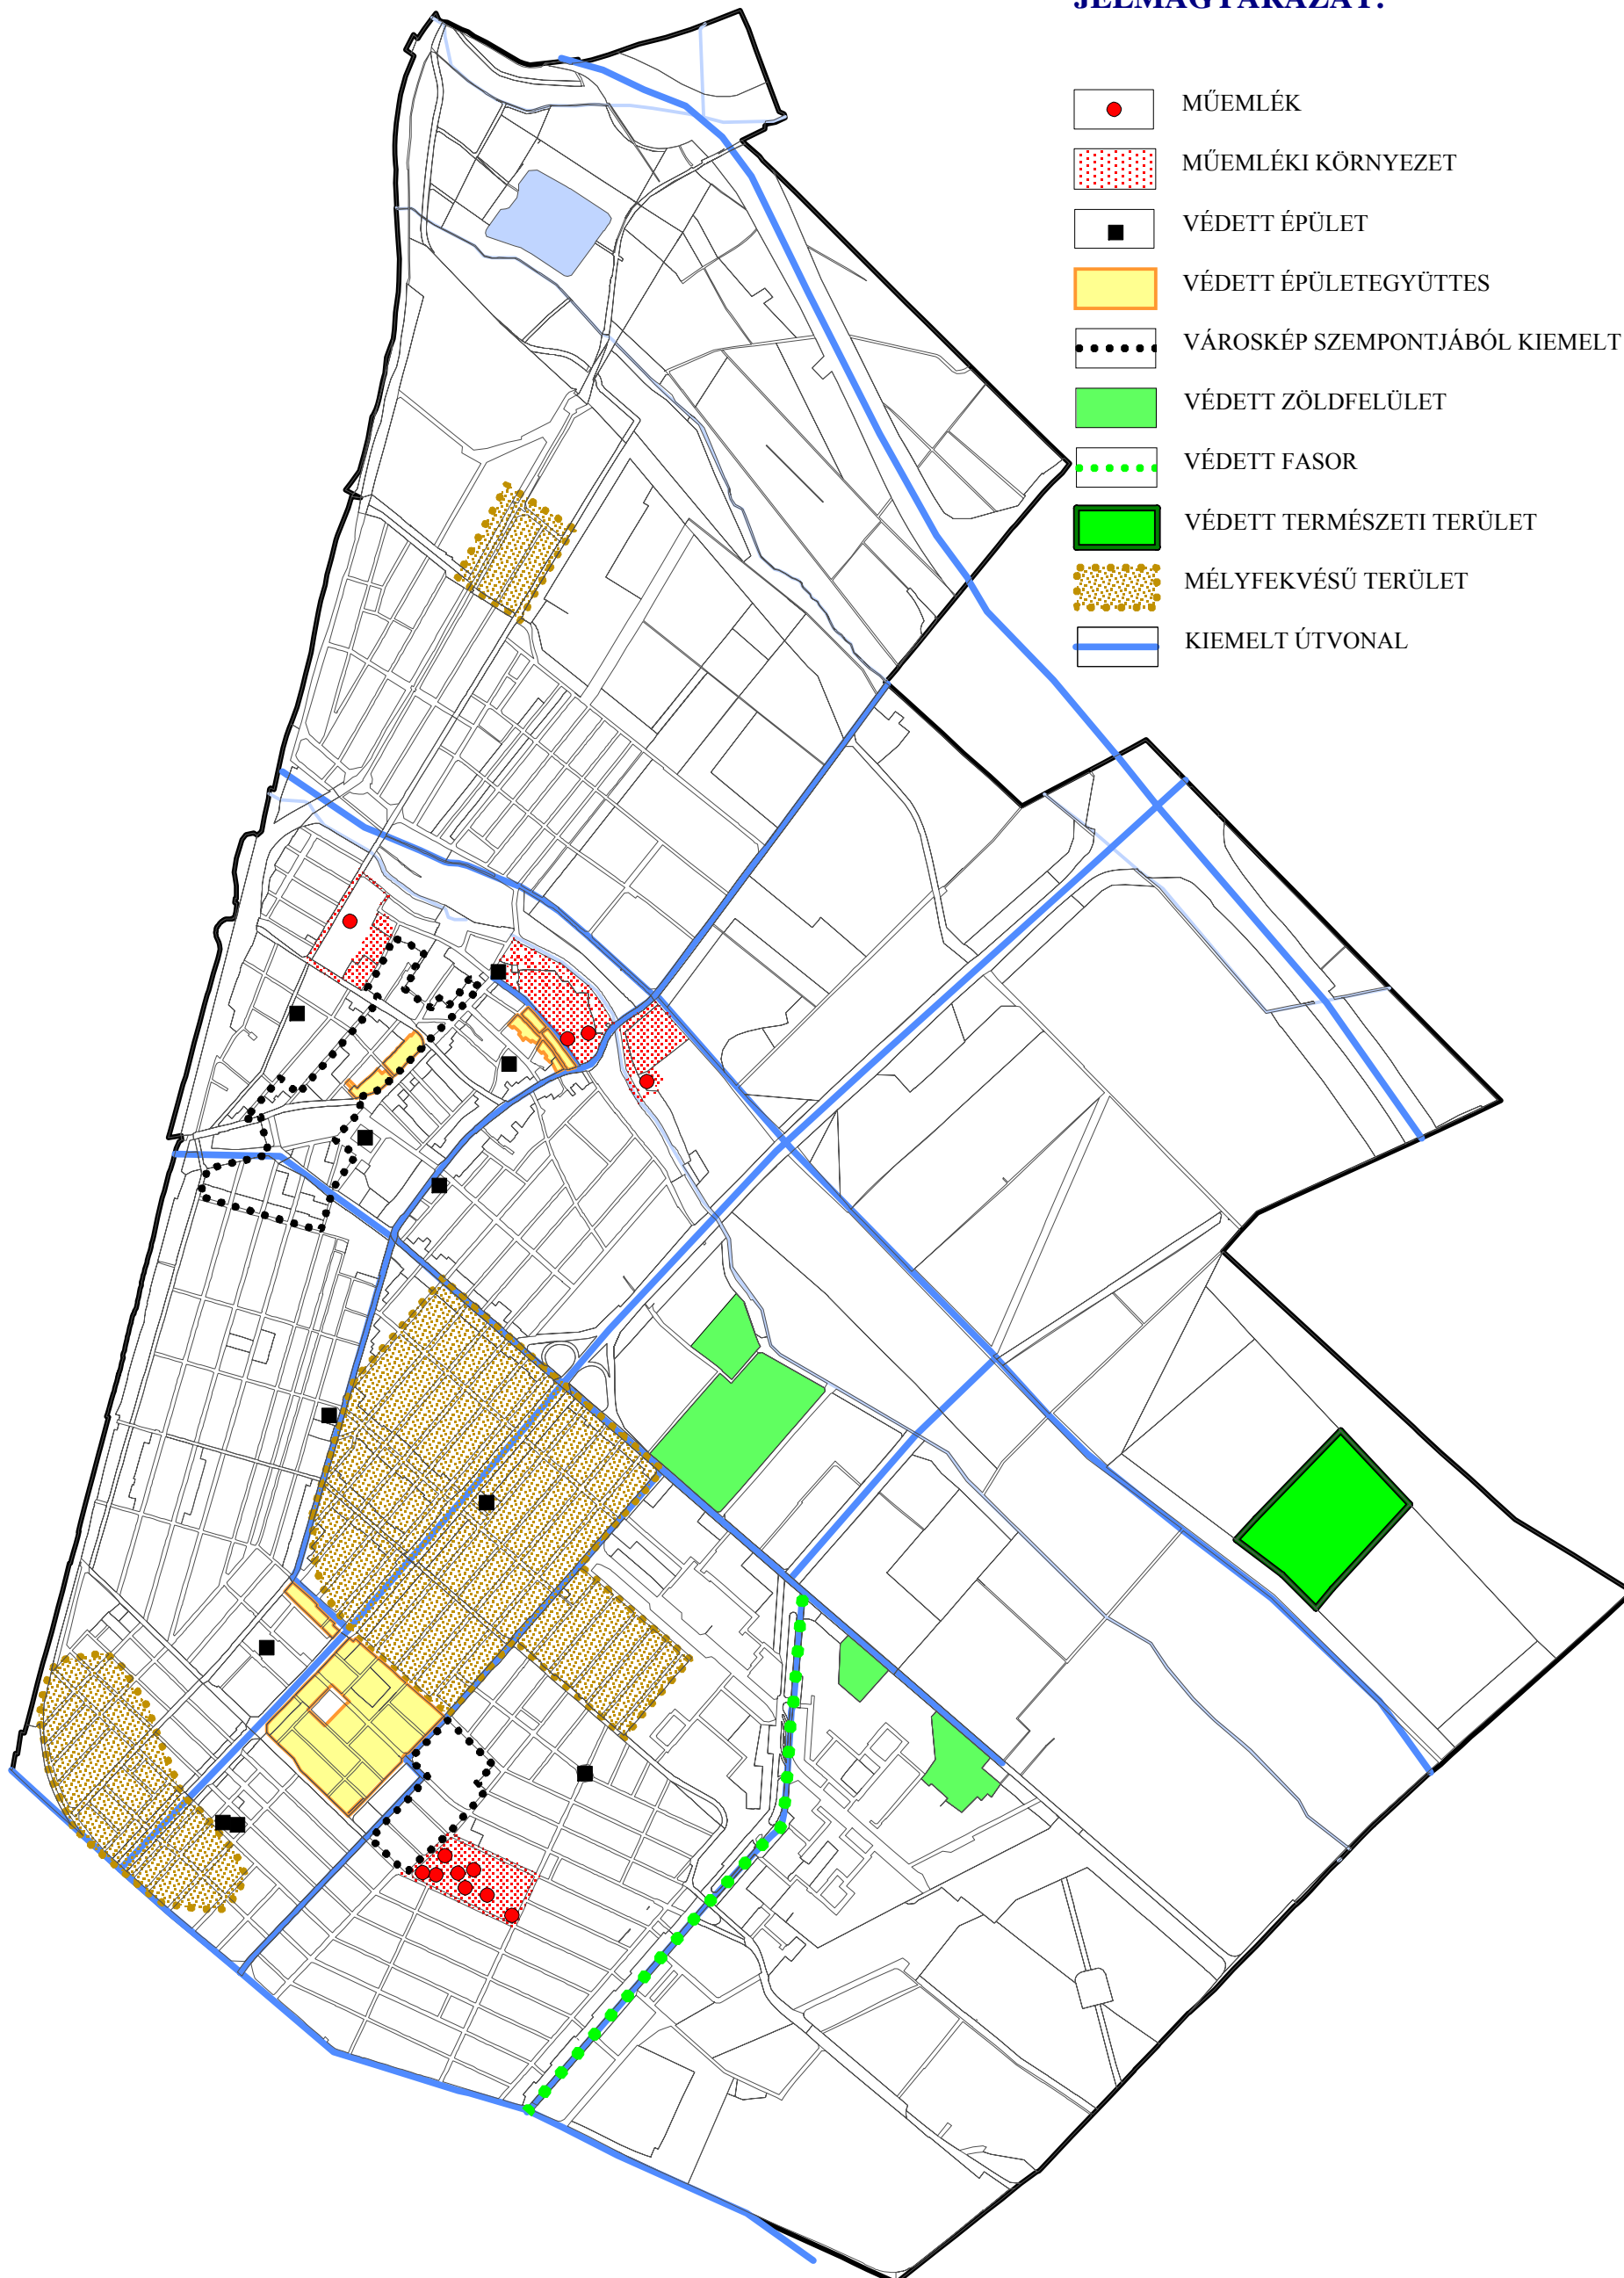 JELMAGYARÁZAT:
MŰEMLÉK
MŰEMLÉKI KÖRNYEZET
VÉDETT ÉPÜLET
VÉDETT ÉPÜLETEGYÜTTES
VÁROSKÉP SZEMPONTJÁBÓL KIEMELT
VÉDETT ZÖLDFELÜLET
VÉDETT FASOR
VÉDETT TERMÉSZETI TERÜLET
MÉLYFEKVÉSŰ TERÜLET
KIEMELT ÚTVONAL